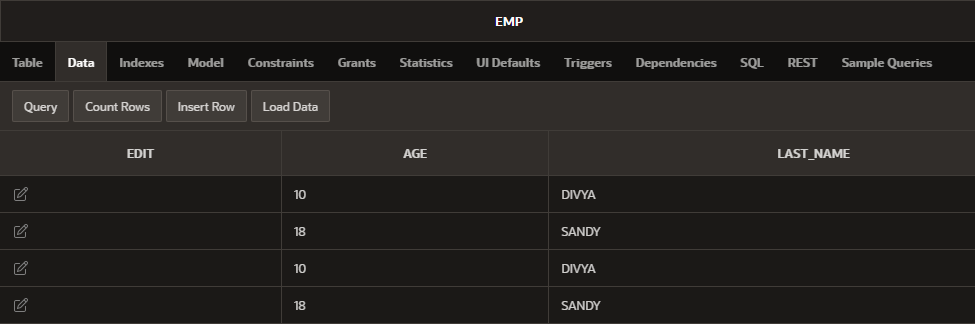 EMP
Table Data Indexes Model Constraints Grants Statistics UI Defaults Triggers Dependencies SQL REST Sample Queries
Query Count Rows Insert Row Load Data
EDIT AGE LAST_NAME
10 DIVYA
18 SANDY
10 DIVYA
18 SANDY